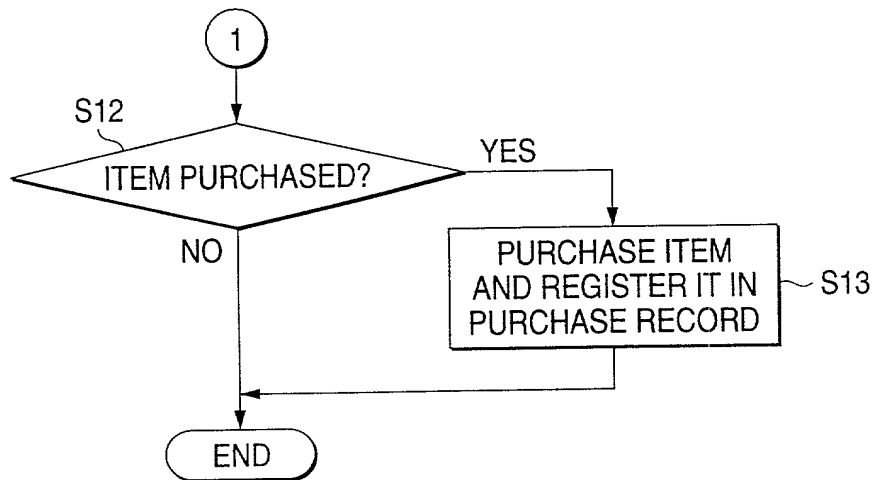 1
S12
ITEM PURCHASED?
YES
NO
PURCHASE ITEM
AND REGISTER IT IN
PURCHASE RECORD
S13
END